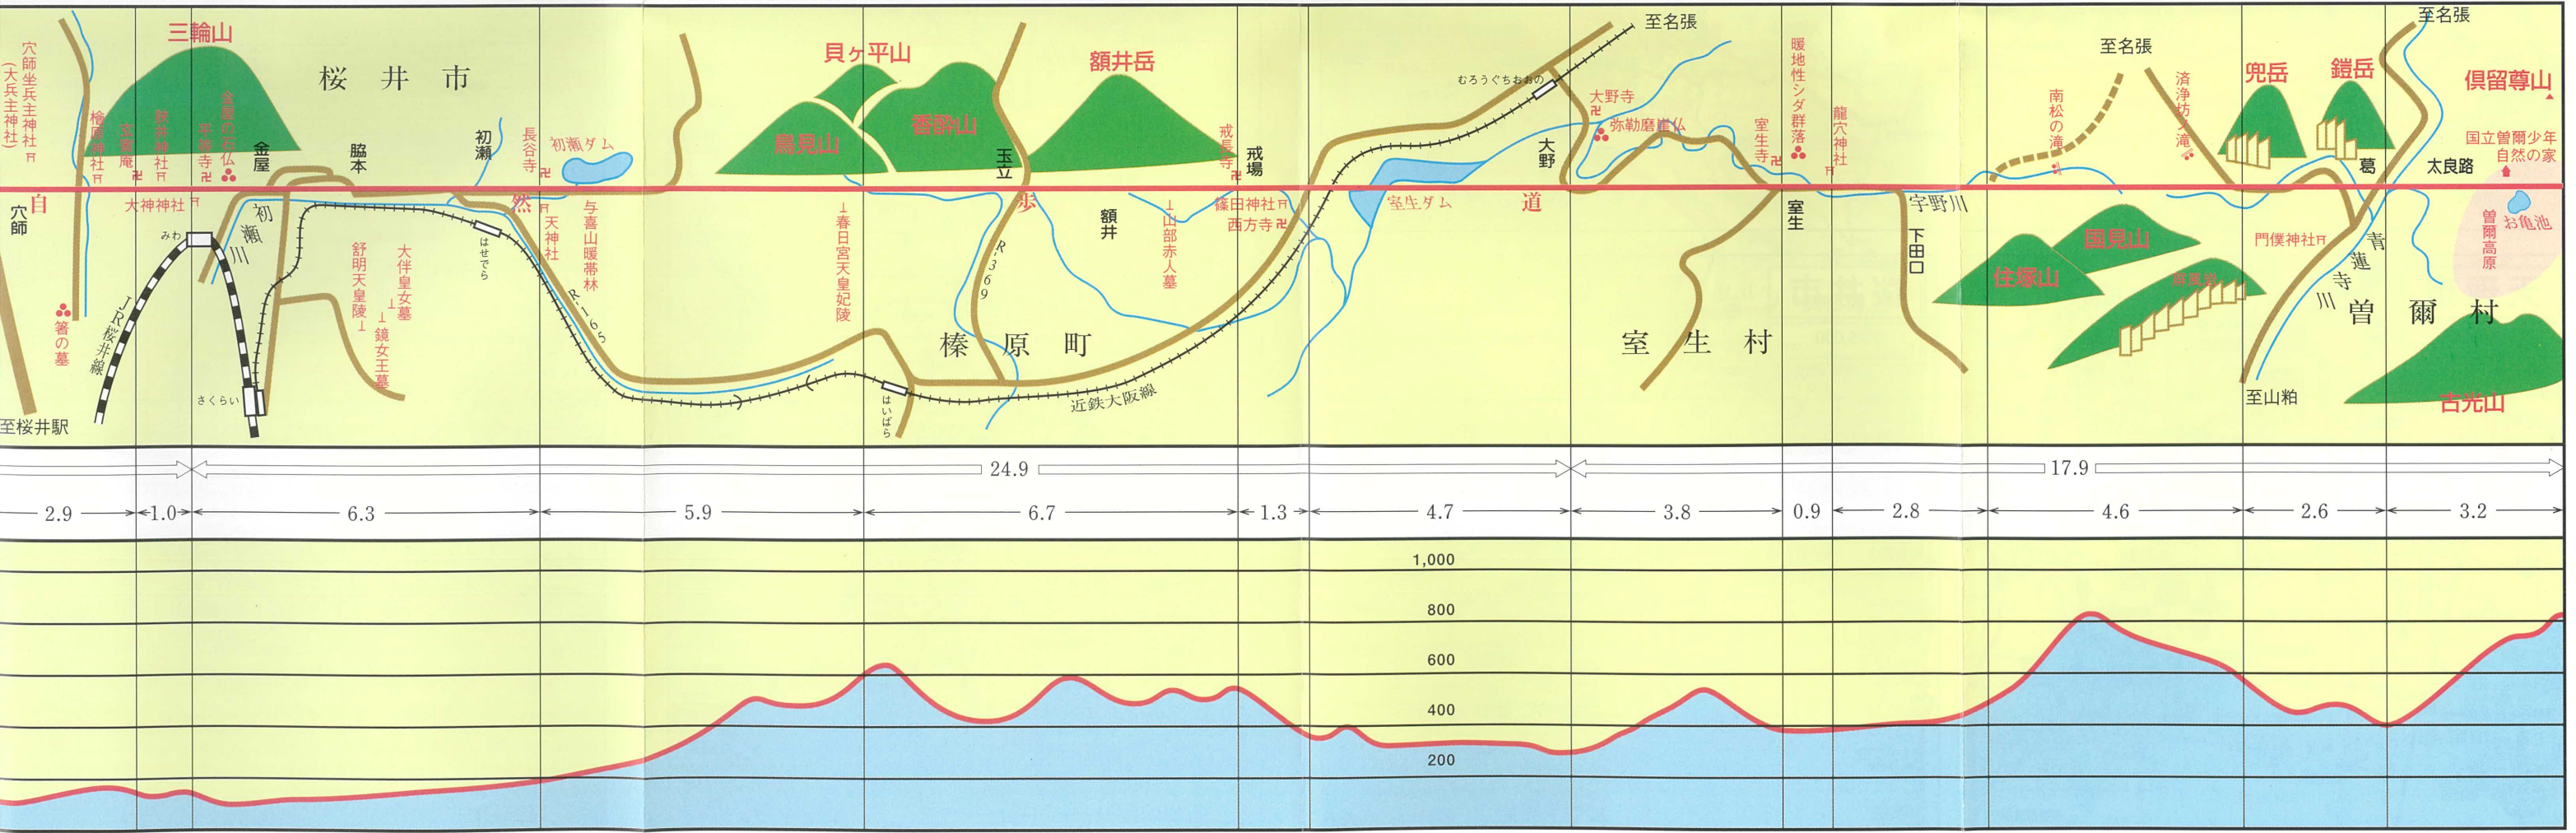 三輪山
桜井市
穴師坐兵主神社
(大兵主神社)
檜原神社
玄賓庵
狭井神社
平等寺
金屋の石仏
金屋
脇本
初瀬
長谷寺
初瀬ダム
貝ヶ平山
鳥見山
香酔山
額井岳
玉立
戒長寺
戒場
至名張
むろうぐちおおの
大野寺
弥勒磨崖仏
大野
室生寺
暖地性シダ群落
龍穴神社
至名張
南松の滝
済浄坊の滝
兜岳
鎧岳
至名張
葛
太良路
倶留尊山
国立曽爾少年
自然の家
自然歩道
穴師
大神神社
初瀬川
みわ
箸の墓
JR桜井線
至桜井駅
さくらい
舒明天皇陵
大伴皇女墓
鏡女王墓
はせでら
天神社
与喜山暖帯林
R-165
春日宮天皇妃陵
はいばら
R-369
榛原町
額井
山部赤人墓
篠田神社
西方寺
近鉄大阪線
室生ダム
室生村
室生
宇野川
下田口
住塚山
国見山
屏風岩
門僕神社
青蓮寺川
至山粕
曽爾村
曽爾高原
お亀池
古光山
24.9
17.9
2.9
1.0
6.3
5.9
6.7
1.3
4.7
3.8
0.9
2.8
4.6
2.6
3.2
1,000
800
600
400
200